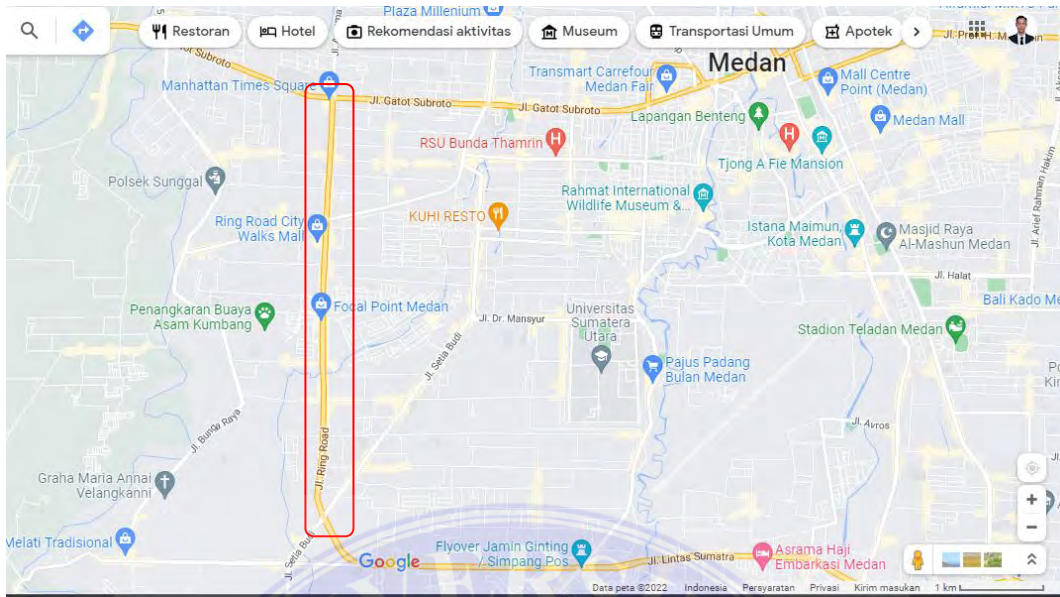 Plaza Millenium
Restoran
Hotel
Rekomendasi aktivitas
Museum
Transportasi Umum
Apotek
Subroto
Manhattan Times Square
Transmart Carrefour
Medan Fair
Medan
Mall Centre
Point (Medan)
Jl. Gatot Subroto
Jl. Gatot Subroto
Lapangan Benteng
Medan Mall
RSU Bunda Thamrin
Tjong A Fie Mansion
Jl. Arief Rahman Hakim
Polsek Sunggal
Rahmat International
Wildlife Museum &...
KUHI RESTO
Ring Road City
Walks Mall
Istana Maimun,
Kota Medan
Masjid Raya
Al-Mashun Medan
Jl. Halat
Penangkaran Buaya
Asam Kumbang
Focal Point Medan
Bali Kado Me
Jl. Dr. Mansyur
Universitas
Sumatera
Utara
Stadion Teladan Medan
Jl. Setia Budi
Pajus Padang
Bulan Medan
Jl. Bunga Raya
Jl. Avros
Jl. Ring Road
Graha Maria Annai
Velangkanni
Melati Tradisional
Jl. Setia Budi
Google
Flyover Jamin Ginting
/ Simpang Pos
Jl. Lintas Sumatra
Asrama Haji
Embarkasi Medan
Data peta ©2022
Indonesia
Persyaratan
Privasi
Kirim masukan
1 km